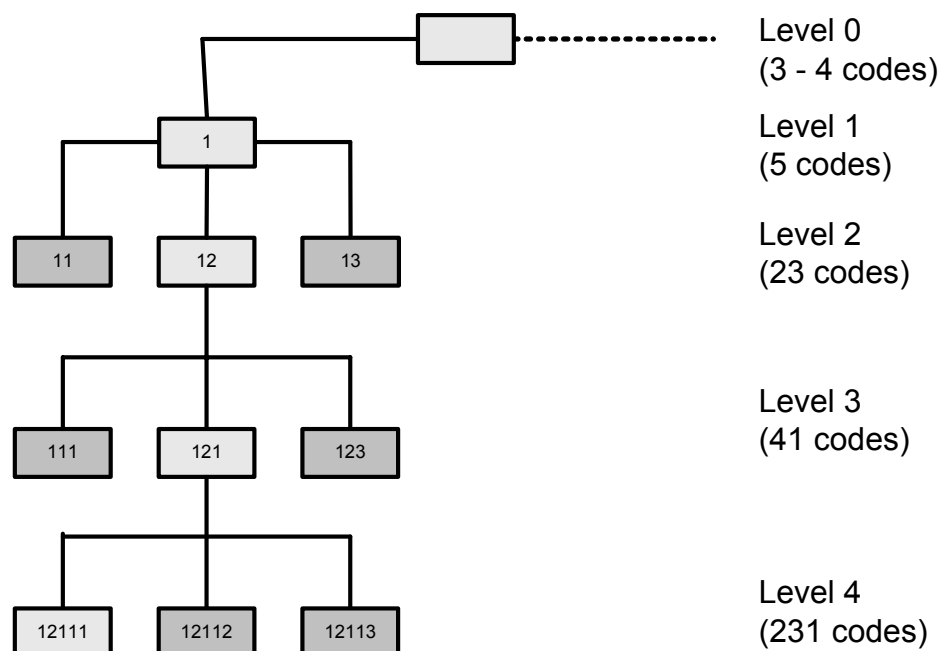 Level 0
(3 - 4 codes)
1
Level 1
(5 codes)
11
12
13
Level 2
(23 codes)
111
121
123
Level 3
(41 codes)
12111
12112
12113
Level 4
(231 codes)